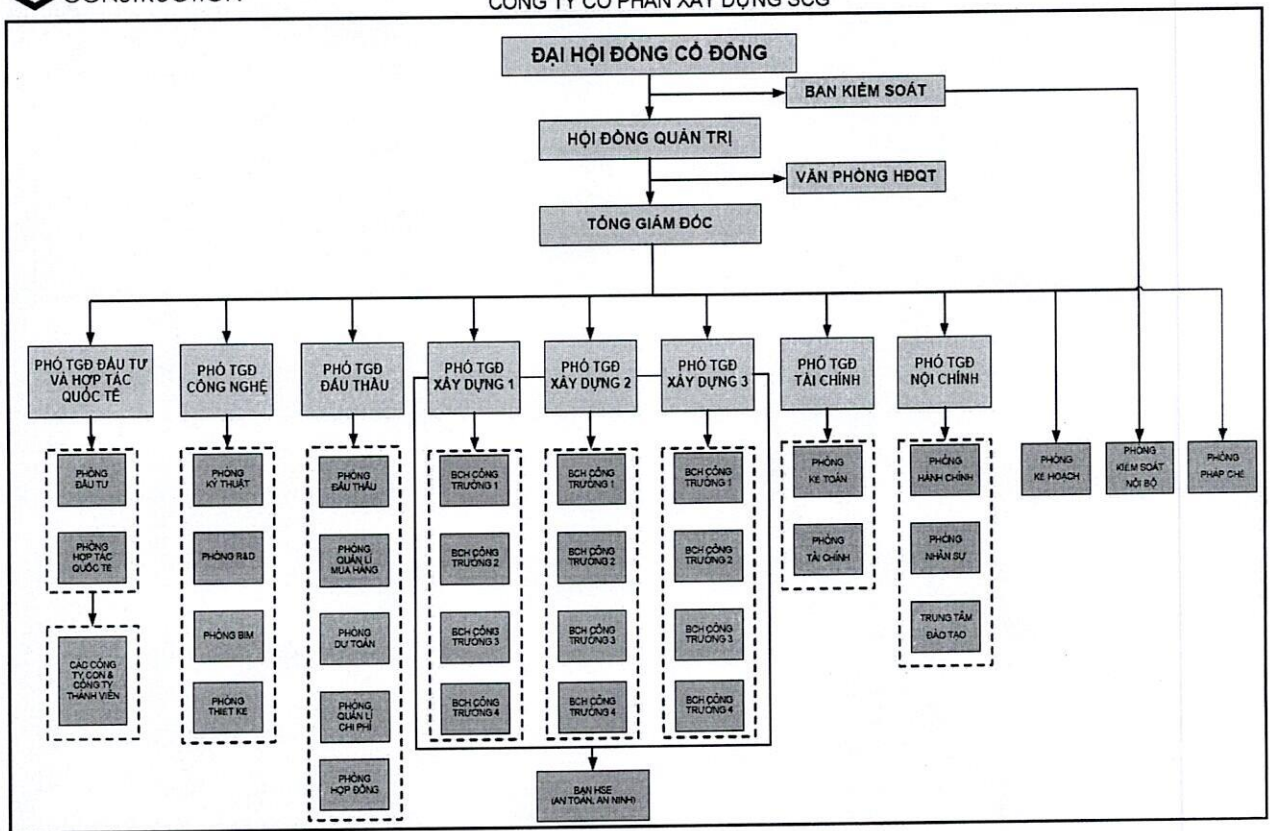 CONSTRUCTION
CÔNG TY CỔ PHẦN XÂY DỰNG SCG
ĐẠI HỘI ĐỒNG CỔ ĐÔNG
BAN KIỂM SOÁT
HỘI ĐỒNG QUẢN TRỊ
VĂN PHÒNG HĐQT
TỔNG GIÁM ĐỐC
PHÓ TGĐ ĐẦU TƯ
VÀ HỢP TÁC
QUỐC TẾ
PHÓ TGĐ
CÔNG NGHỆ
PHÓ TGĐ
ĐẤU THẦU
PHÓ TGĐ
XÂY DỰNG 1
PHÓ TGĐ
XÂY DỰNG 2
PHÓ TGĐ
XÂY DỰNG 3
PHÓ TGĐ
TÀI CHÍNH
PHÓ TGĐ
NỘI CHÍNH
PHÒNG
KẾ HOẠCH
PHÒNG
KIỂM SOÁT
NỘI BỘ
PHÒNG
PHÁP CHẾ
PHÒNG
ĐẦU TƯ
PHÒNG
HỢP TÁC
QUỐC TẾ
CÁC CÔNG
TY CON &
CÔNG TY
THÀNH VIÊN
PHÒNG
KỸ THUẬT
PHÒNG R&D
PHÒNG BIM
PHÒNG
THIẾT KẾ
PHÒNG
ĐẤU THẦU
PHÒNG
QUẢN LÍ
MUA HÀNG
PHÒNG
DỰ TOÁN
PHÒNG
QUẢN LÍ
CHI PHÍ
PHÒNG
HỢP ĐỒNG
BCH CÔNG
TRƯỜNG 1
BCH CÔNG
TRƯỜNG 2
BCH CÔNG
TRƯỜNG 3
BCH CÔNG
TRƯỜNG 4
BCH CÔNG
TRƯỜNG 1
BCH CÔNG
TRƯỜNG 2
BCH CÔNG
TRƯỜNG 3
BCH CÔNG
TRƯỜNG 4
BCH CÔNG
TRƯỜNG 1
BCH CÔNG
TRƯỜNG 2
BCH CÔNG
TRƯỜNG 3
BCH CÔNG
TRƯỜNG 4
PHÒNG
KẾ TOÁN
PHÒNG
TÀI CHÍNH
PHÒNG
HÀNH CHÍNH
PHÒNG
NHÂN SỰ
TRUNG TÂM
ĐÀO TẠO
BAN HSE
(AN TOÀN, AN NINH)